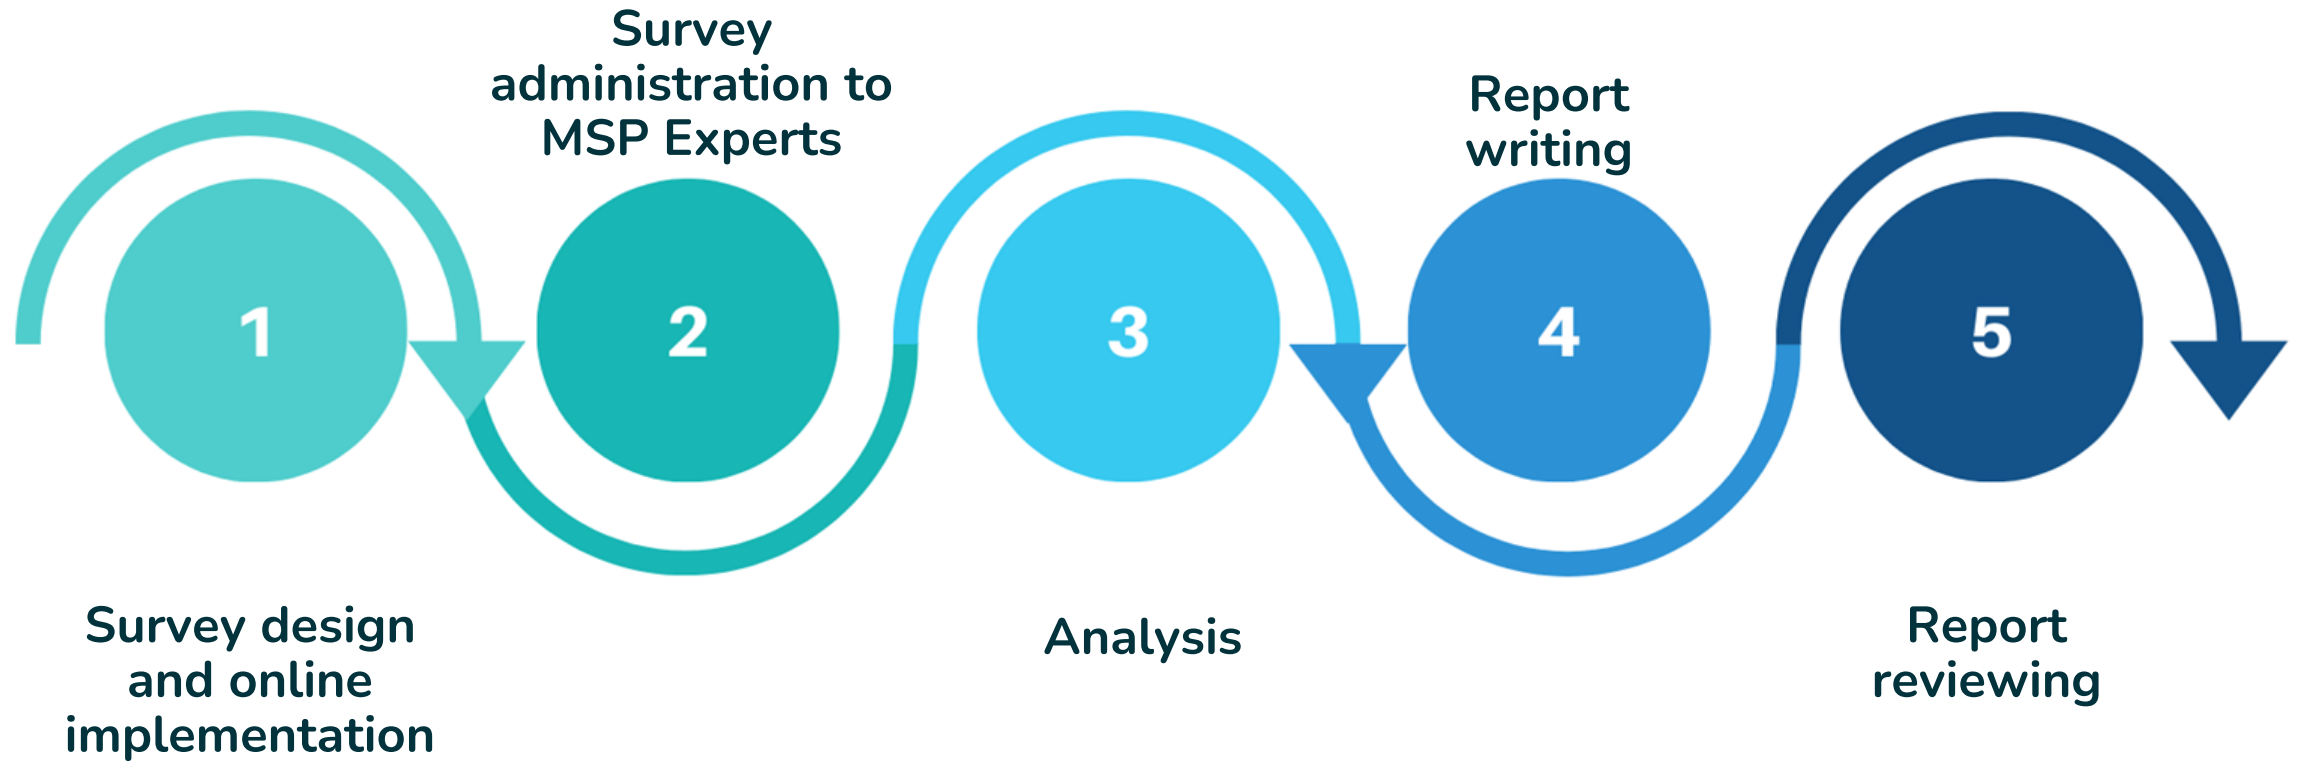 Survey
administration to
MSP Experts
Report
writing
1
2
3
4
5
Survey design
and online
implementation
Analysis
Report
reviewing